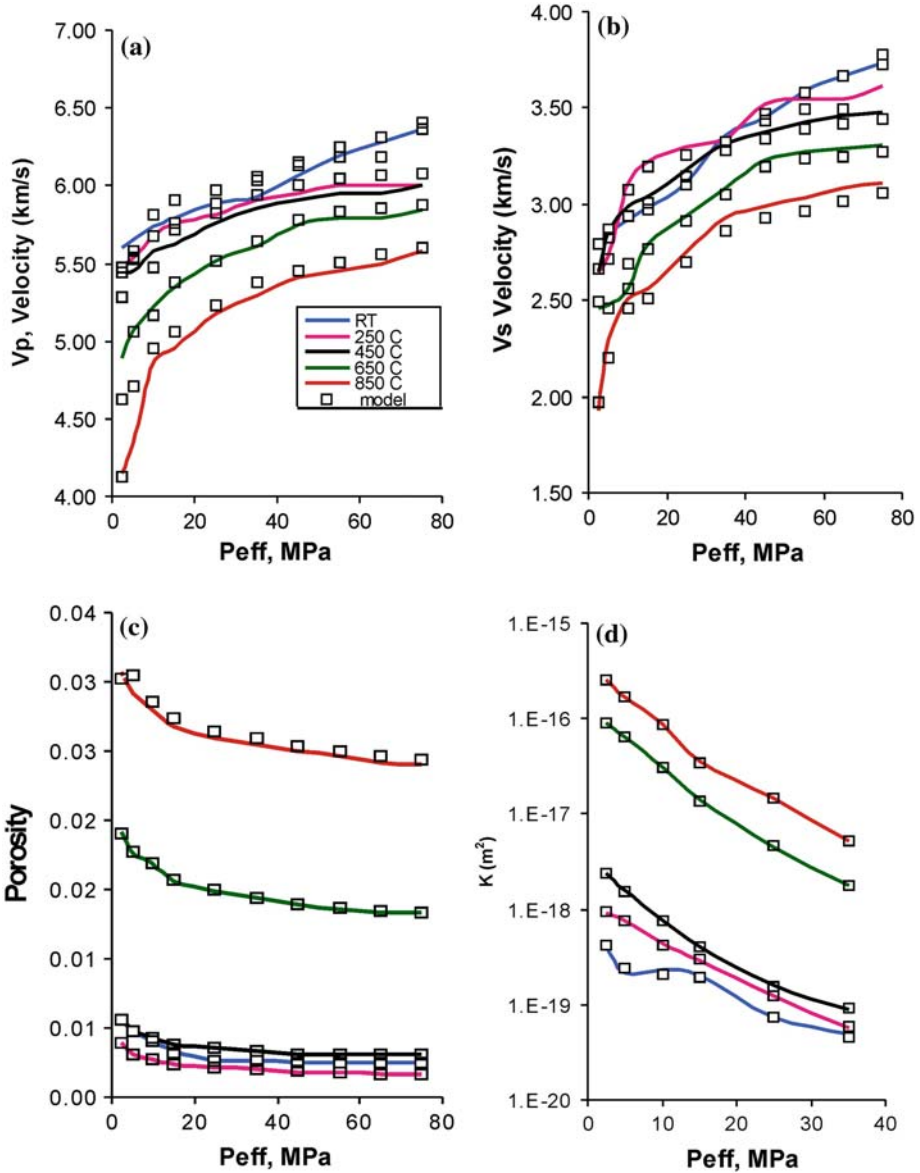 (a)
7.00
6.50
6.00
5.50
5.00
4.50
4.00
Vp, Velocity (km/s)
0 20 40 60 80
Peff, MPa
RT
250 C
450 C
650 C
850 C
model
(b)
4.00
3.50
3.00
2.50
2.00
1.50
Vs Velocity (km/s)
0 20 40 60 80
Peff, MPa
(c)
0.04
0.03
0.03
0.02
0.02
0.01
0.01
0.00
Porosity
0 20 40 60 80
Peff, MPa
(d)
1.E-15
1.E-16
1.E-17
1.E-18
1.E-19
1.E-20
K (m²)
0 10 20 30 40
Peff, MPa